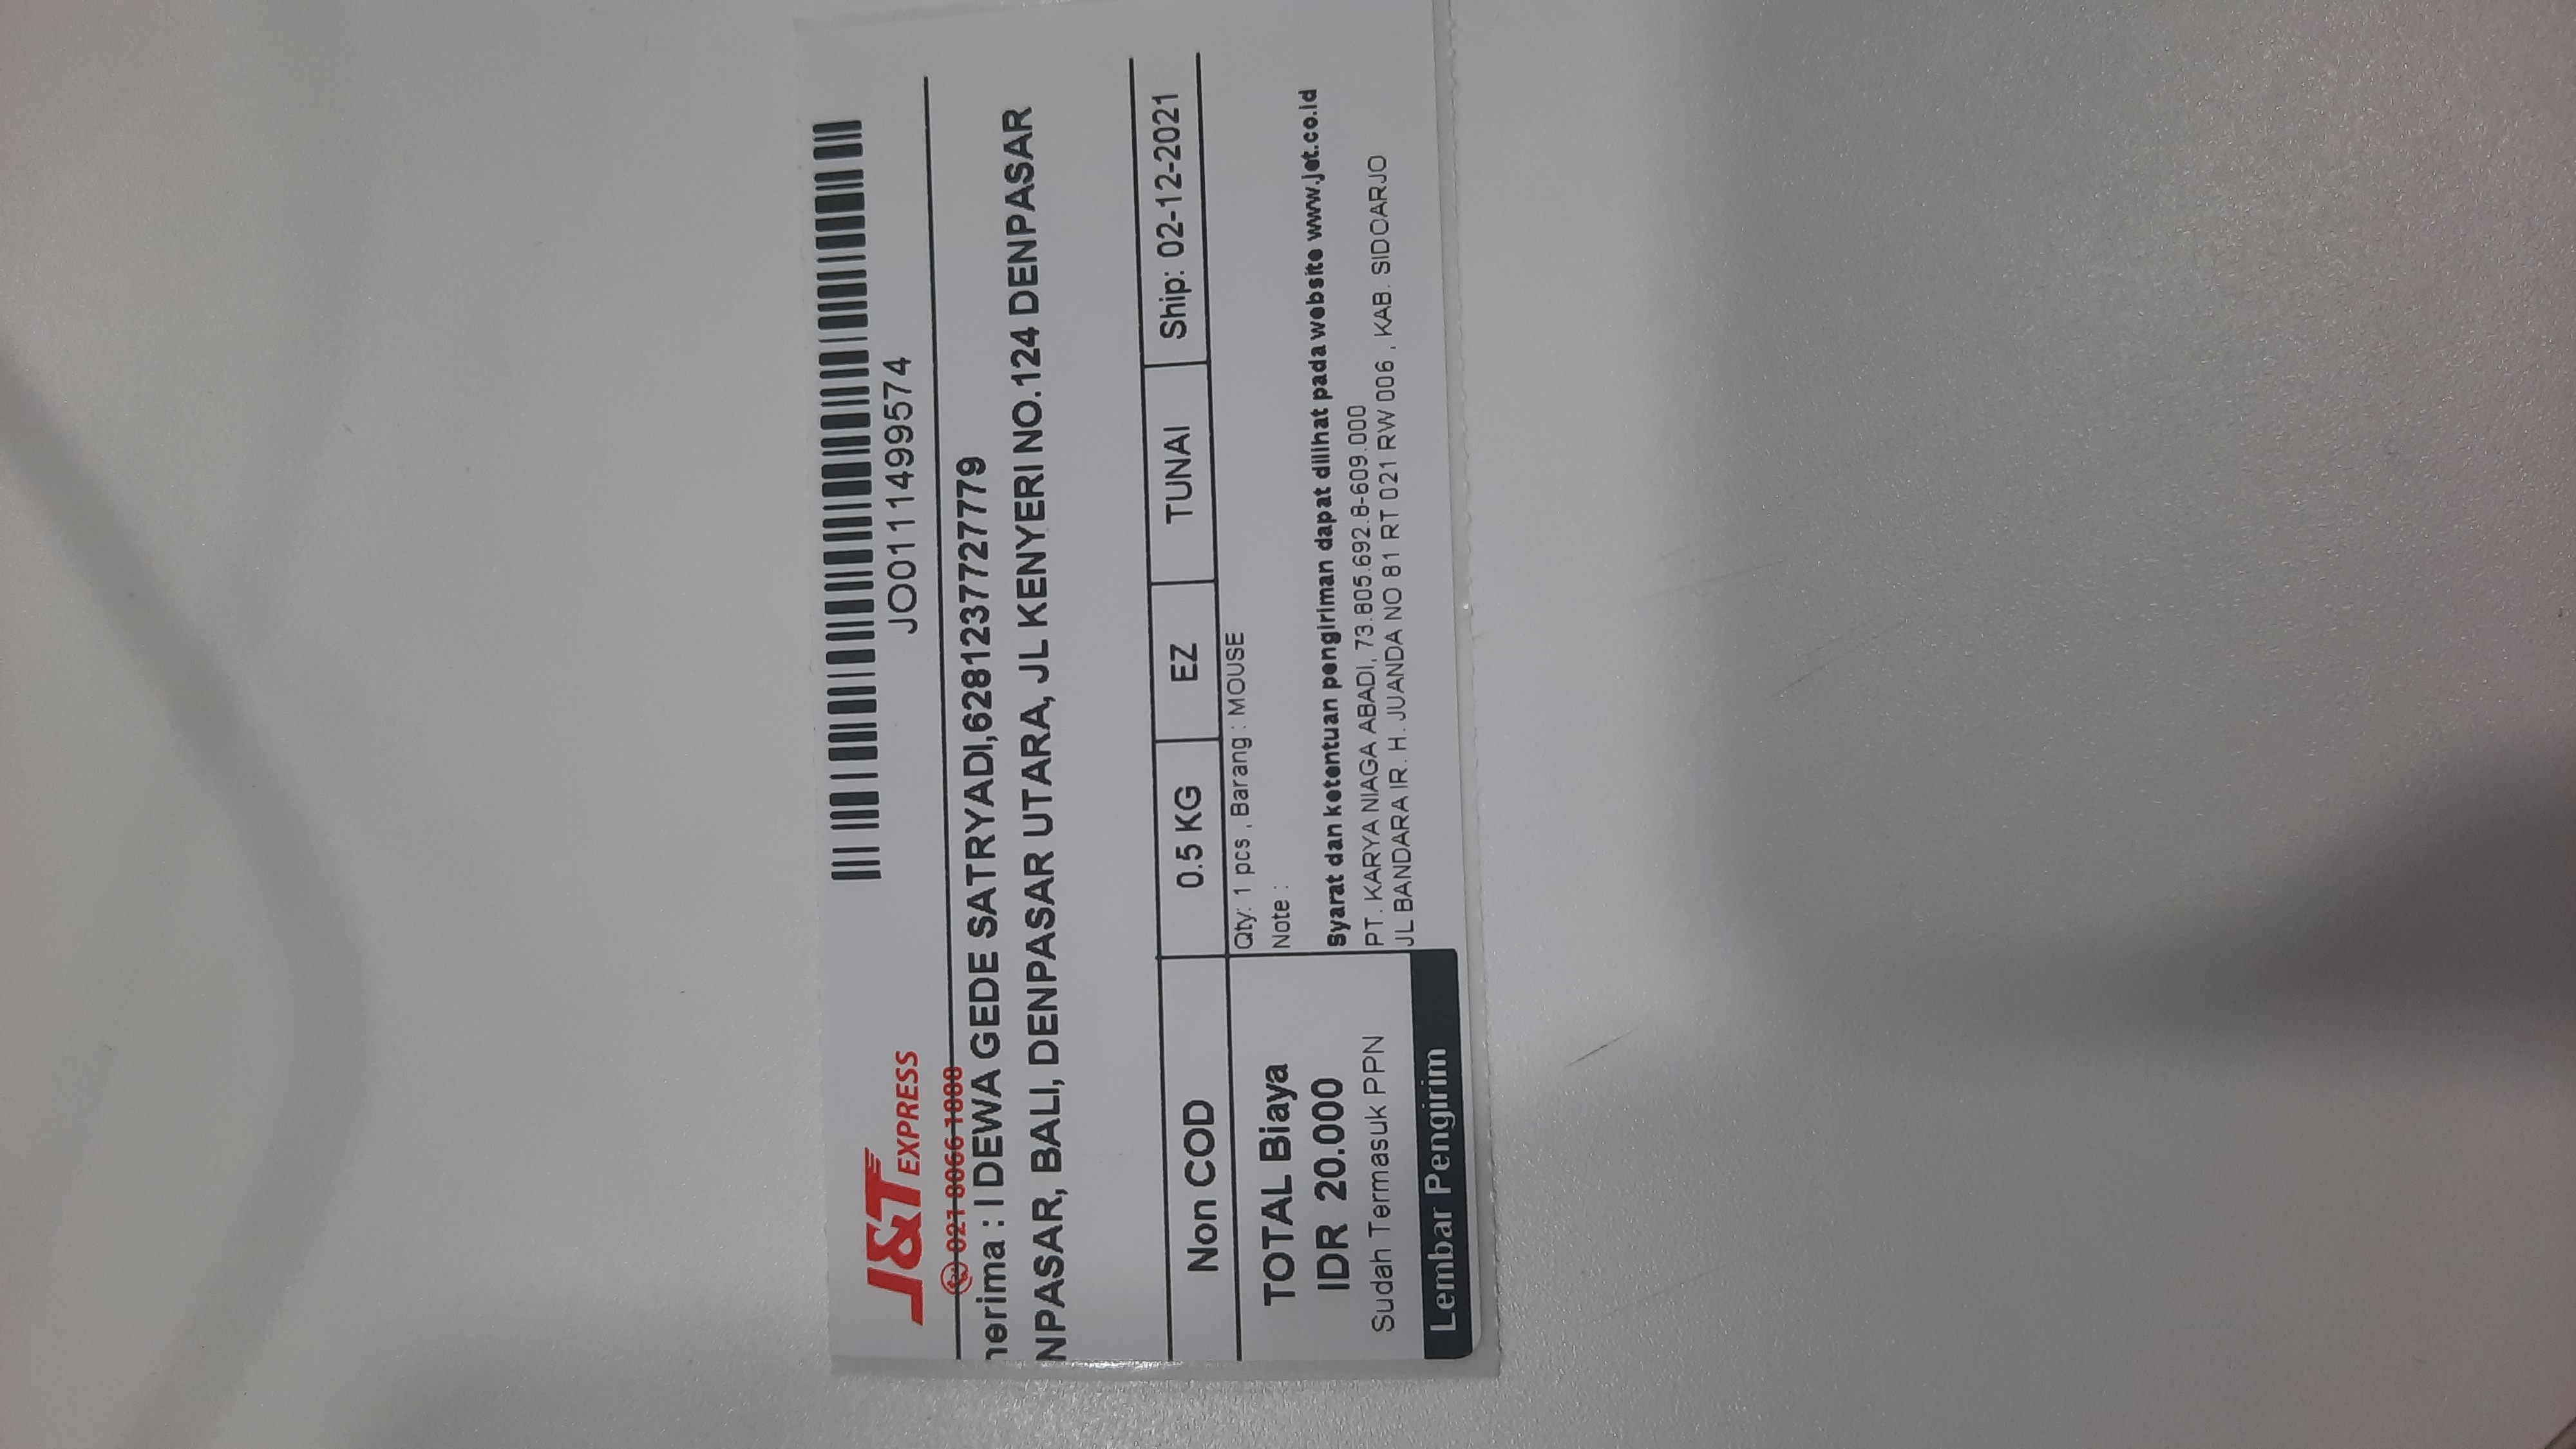 J&T EXPRESS
JO0111499574
021 8066 1888
nerima : I DEWA GEDE SATRYADI,6281237727779
NPASAR, BALI, DENPASAR UTARA, JL KENYERI NO.124 DENPASAR
Non COD 0.5 KG EZ TUNAI Ship: 02-12-2021
TOTAL Biaya
IDR 20.000
Sudah Termasuk PPN
Lembar Pengirim
Qty: 1 pcs , Barang : MOUSE
Note :
Syarat dan ketentuan pengiriman dapat dilihat pada website www.jet.co.id
PT. KARYA NIAGA ABADI, 73.805.692.8-609.000
JL BANDARA IR. H. JUANDA NO 81 RT 021 RW 006 , KAB. SIDOARJO